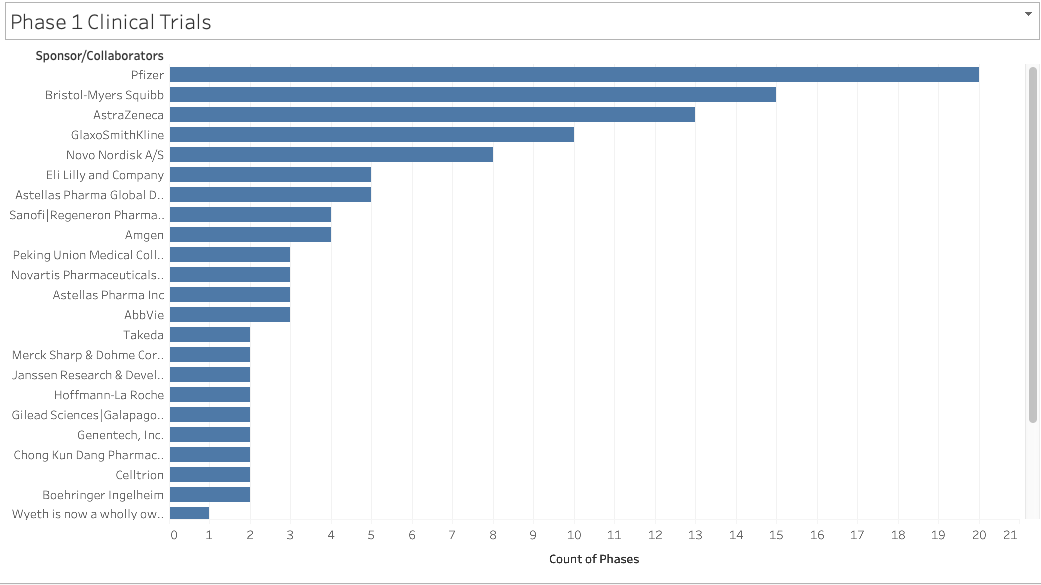 Phase 1 Clinical Trials
Sponsor/Collaborators
Pfizer
Bristol-Myers Squibb
AstraZeneca
GlaxoSmithKline
Novo Nordisk A/S
Eli Lilly and Company
Astellas Pharma Global D..
Sanofi|Regeneron Pharma..
Amgen
Peking Union Medical Coll..
Novartis Pharmaceuticals..
Astellas Pharma Inc
AbbVie
Takeda
Merck Sharp & Dohme Cor..
Janssen Research & Devel..
Hoffmann-La Roche
Gilead Sciences|Galapago..
Genentech, Inc.
Chong Kun Dang Pharmac..
Celltrion
Boehringer Ingelheim
Wyeth is now a wholly ow..
0 1 2 3 4 5 6 7 8 9 10 11 12 13 14 15 16 17 18 19 20 21
Count of Phases